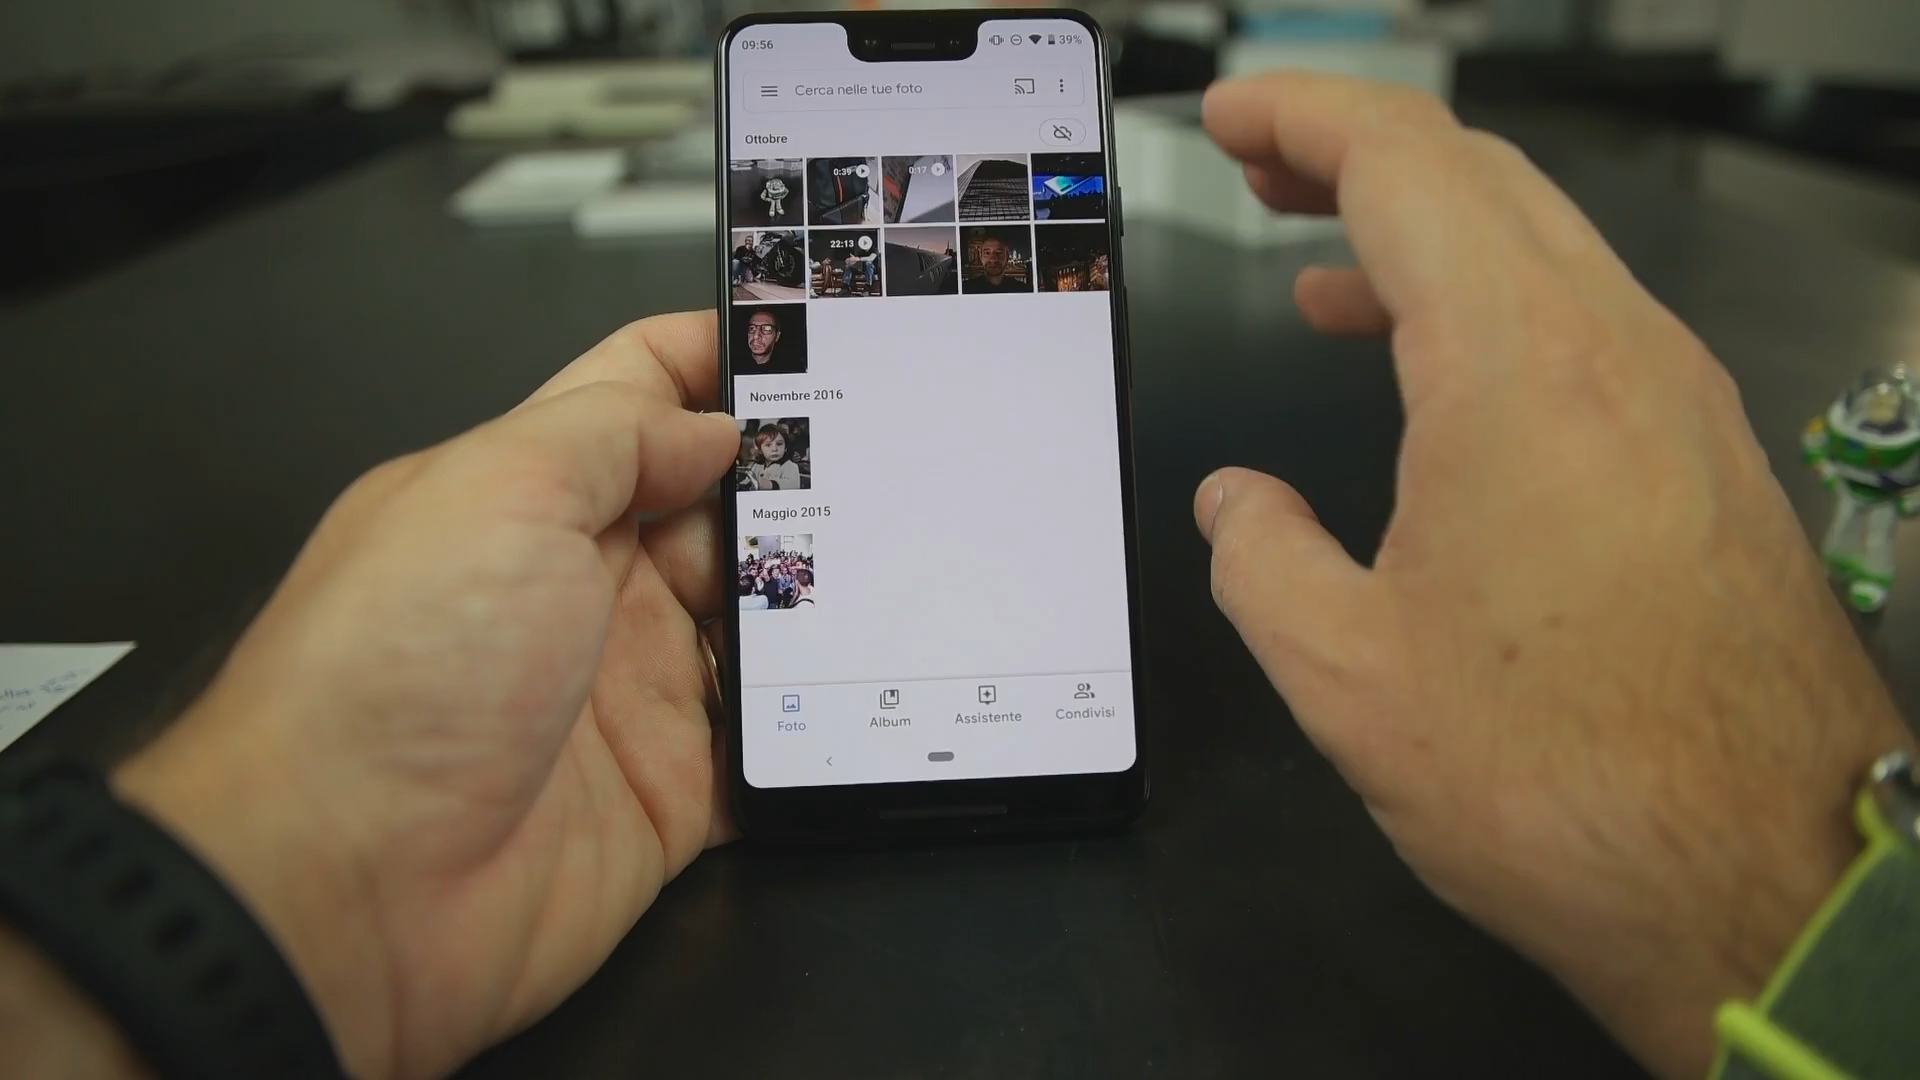 09:56
39%
Cerca nelle tue foto
Ottobre
0:39
0:17
22:13
Novembre 2016
Maggio 2015
Foto
Album
Assistente
Condivisi